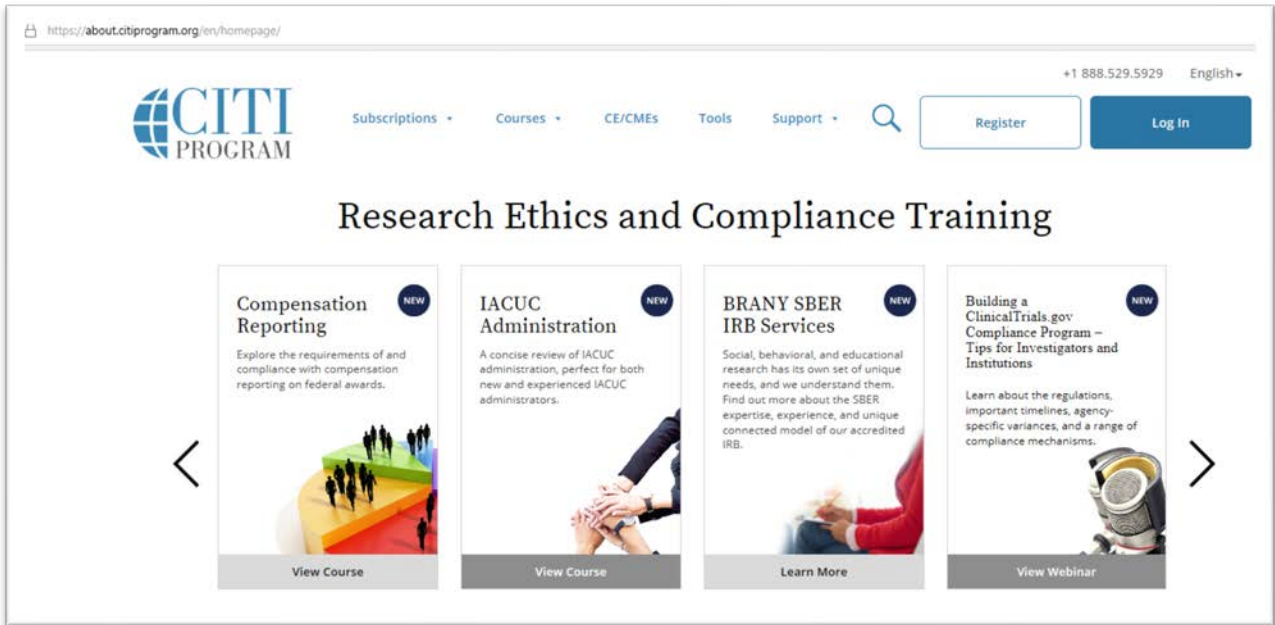 https://about.citiprogram.org/en/homepage/
+1 888.529.5929 English
CITI
PROGRAM
Subscriptions
Courses
CE/CMEs
Tools
Support
Register
Log In
Research Ethics and Compliance Training
Compensation
Reporting
NEW
Explore the requirements of and
compliance with compensation
reporting on federal awards.
View Course
IACUC
Administration
NEW
A concise review of IACUC
administration, perfect for both
new and experienced IACUC
administrators.
View Course
BRANY SBER
IRB Services
NEW
Social, behavioral, and educational
research has its own set of unique
needs, and we understand them.
Find out more about the SBER
expertise, experience, and unique
connected model of our accredited
IRB.
Learn More
Building a
ClinicalTrials.gov
Compliance Program –
Tips for Investigators and
Institutions
NEW
Learn about the regulations,
important timelines, agency-
specific variances, and a range of
compliance mechanisms.
View Webinar